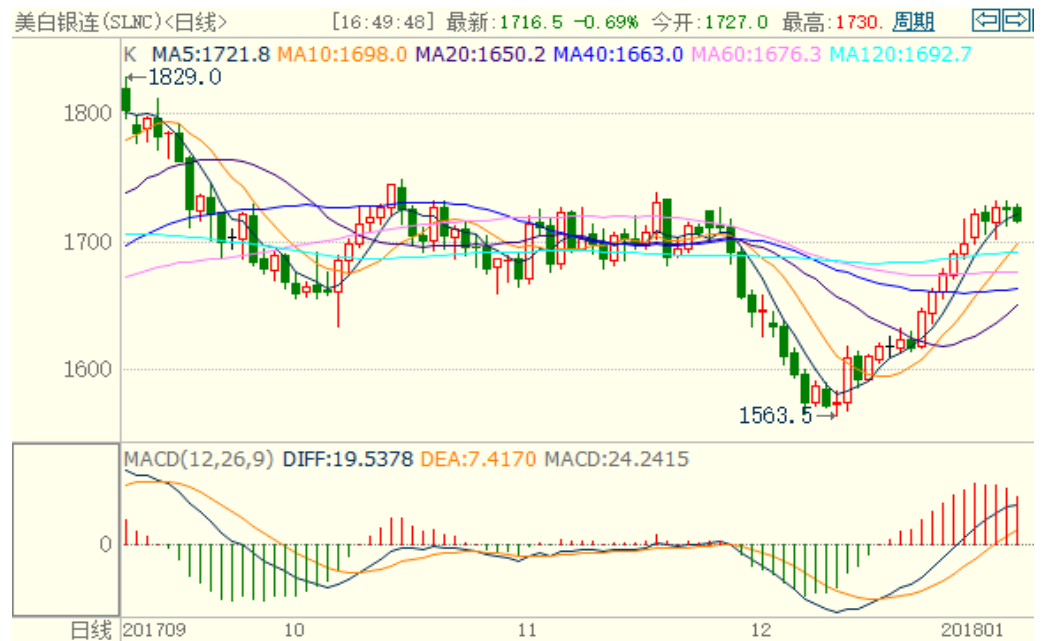 美白银连(SLNC)<日线> [16:49:48] 最新:1716.5 -0.69% 今开:1727.0 最高:1730. 周期
K MA5:1721.8 MA10:1698.0 MA20:1650.2 MA40:1663.0 MA60:1676.3 MA120:1692.7
←1829.0
1800
1700
1600
1563.5→
MACD(12,26,9) DIFF:19.5378 DEA:7.4170 MACD:24.2415
0
日线 201709 10 11 12 201801